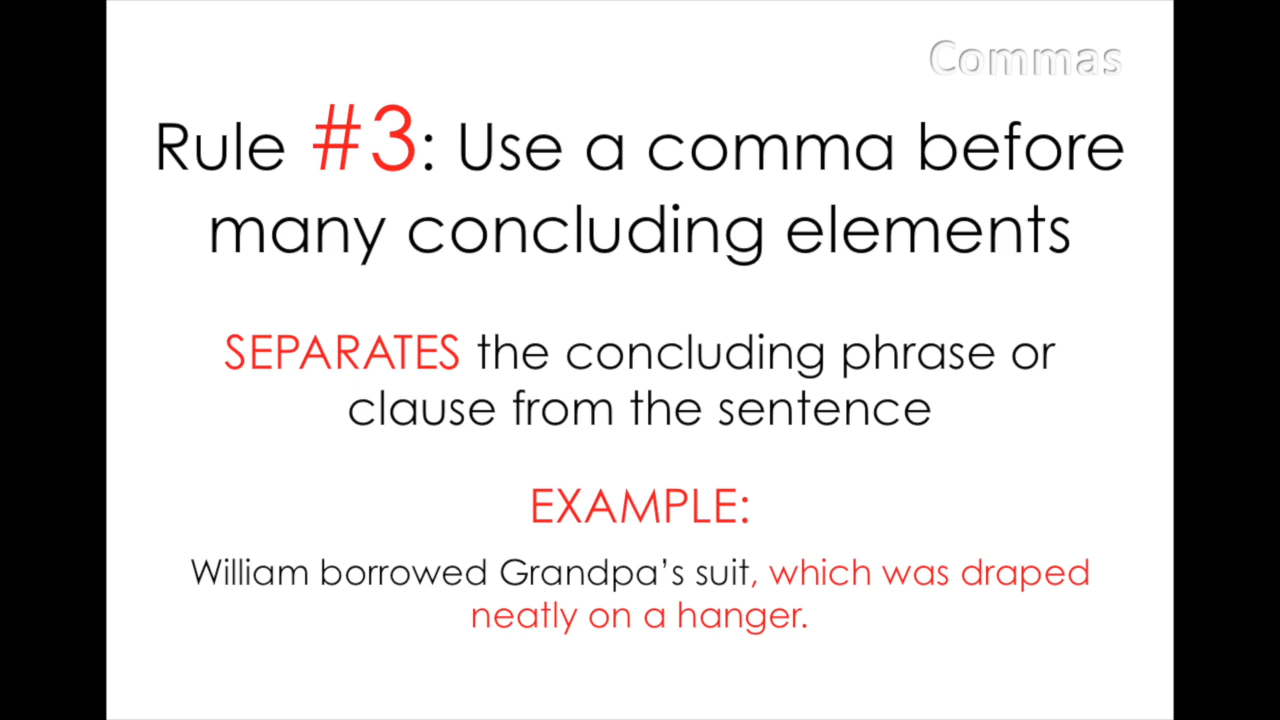 Commas
Rule #3: Use a comma before
many concluding elements
SEPARATES the concluding phrase or
clause from the sentence
EXAMPLE:
William borrowed Grandpa’s suit, which was draped
neatly on a hanger.